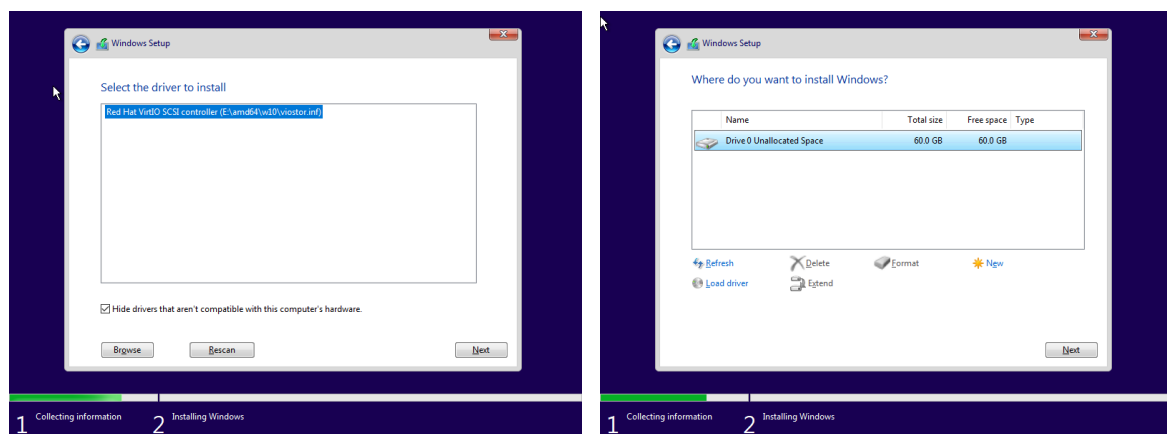 Windows Setup
Select the driver to install
Red Hat VirtIO SCSI controller (E:\amd64\w10\viostor.inf)
Hide drivers that aren't compatible with this computer's hardware.
Browse Rescan Next
1 Collecting information 2 Installing Windows
Windows Setup
Where do you want to install Windows?
Name Total size Free space Type
Drive 0 Unallocated Space 60.0 GB 60.0 GB
Refresh Delete Format New
Load driver Extend
Next
1 Collecting information 2 Installing Windows